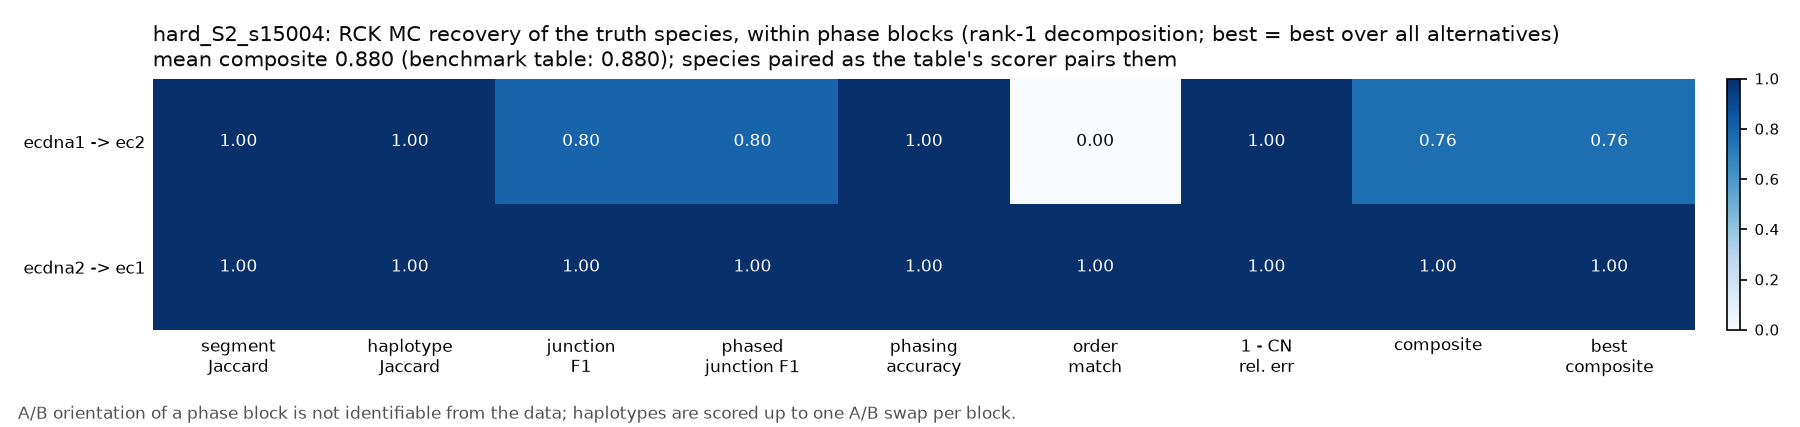 hard_S2_s15004: RCK MC recovery of the truth species, within phase blocks (rank-1 decomposition; best = best over all alternatives)
mean composite 0.880 (benchmark table: 0.880); species paired as the table's scorer pairs them
ecdna1 -> ec2
1.00 1.00 0.80 0.80 1.00 0.00 1.00 0.76 0.76
ecdna2 -> ec1
1.00 1.00 1.00 1.00 1.00 1.00 1.00 1.00 1.00
segment
Jaccard
haplotype
Jaccard
junction
F1
phased
junction F1
phasing
accuracy
order
match
1 - CN
rel. err
composite
best
composite
1.0
0.8
0.6
0.4
0.2
0.0
A/B orientation of a phase block is not identifiable from the data; haplotypes are scored up to one A/B swap per block.